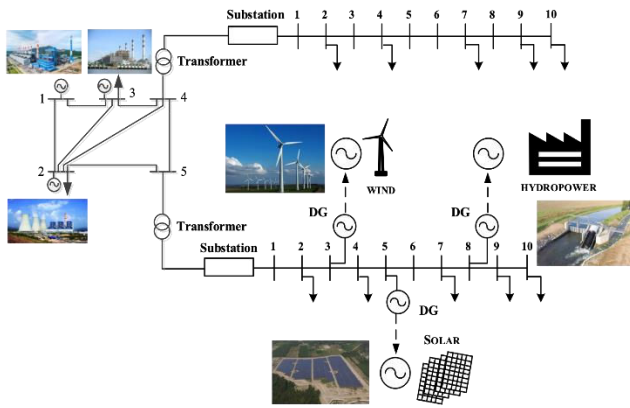 Substation
1 2 3 4 5 6 7 8 9 10
Transformer
1 3 4
2 5
WIND
HYDROPOWER
DG DG
Transformer
Substation
1 2 3 4 5 6 7 8 9 10
DG
SOLAR